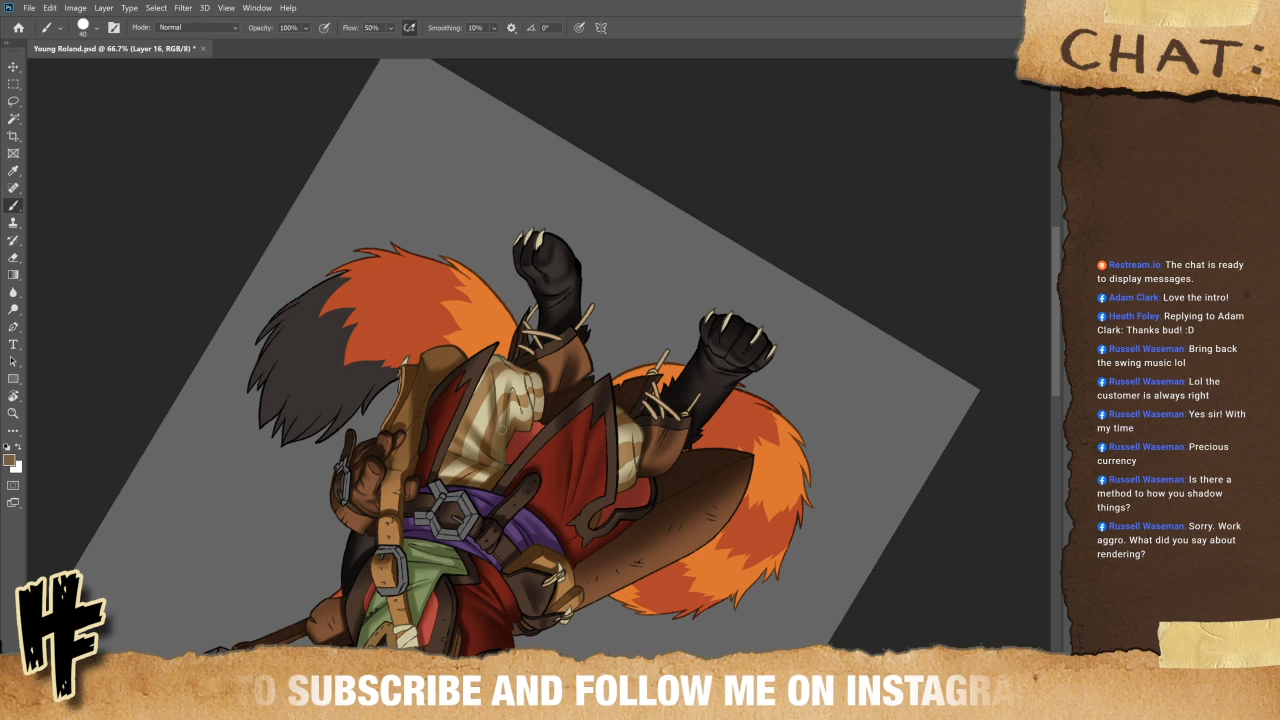 Ps File Edit Image Layer Type Select Filter 3D View Window Help
40 Mode: Normal Opacity: 100% Flow: 50% Smoothing: 10% 0°
Young Roland.psd @ 66.7% (Layer 16, RGB/8) * ×
CHAT:
Restream.io: The chat is ready
to display messages.
Adam Clark: Love the intro!
Heath Foley: Replying to Adam
Clark: Thanks bud! :D
Russell Waseman: Bring back
the swing music lol
Russell Waseman: Lol the
customer is always right
Russell Waseman: Yes sir! With
my time
Russell Waseman: Precious
currency
Russell Waseman: Is there a
method to how you shadow
things?
Russell Waseman: Sorry. Work
aggro. What did you say about
rendering?
HF
TO SUBSCRIBE AND FOLLOW ME ON INSTAGRA